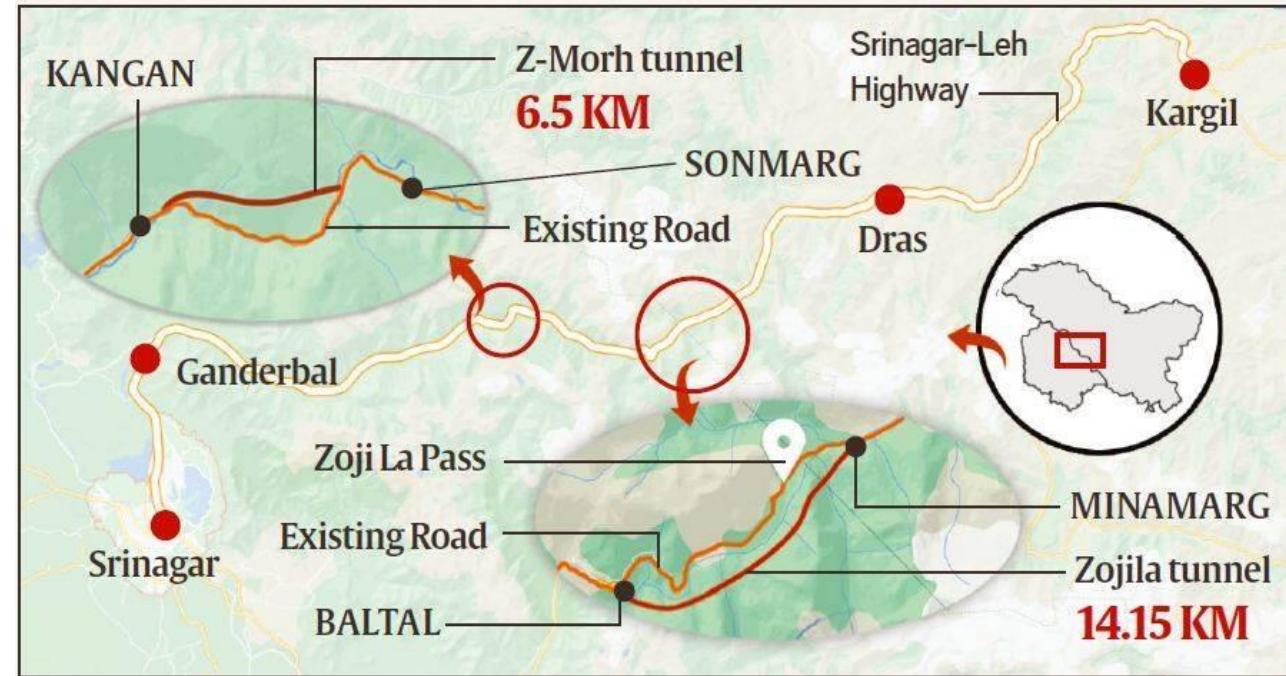 KANGAN
Z-Morh tunnel
6.5 KM
SONMARG
Existing Road
Srinagar-Leh
Highway
Kargil
Dras
Ganderbal
Srinagar
Zoji La Pass
Existing Road
BALTAL
MINAMARG
Zojila tunnel
14.15 KM